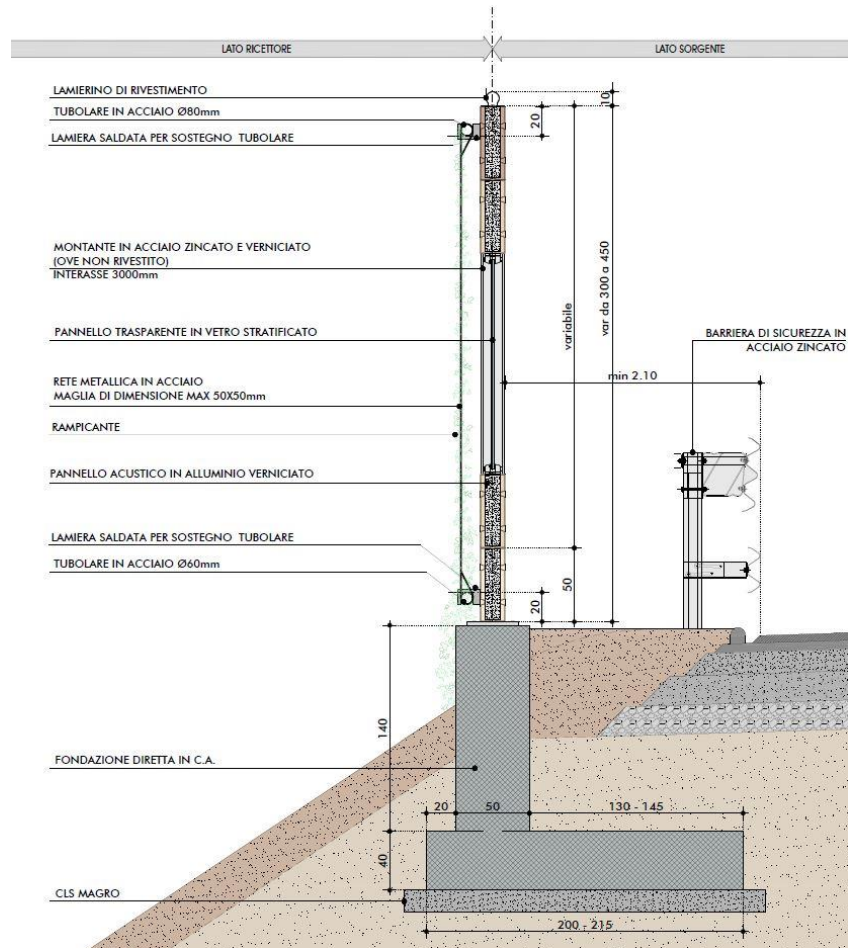 LATO RICETTORE
LATO SORGENTE
LAMIERINO DI RIVESTIMENTO
TUBOLARE IN ACCIAIO Ø80mm
LAMIERA SALDATA PER SOSTEGNO TUBOLARE
10
20
MONTANTE IN ACCIAIO ZINCATO E VERNICIATO
(OVE NON RIVESTITO)
INTERASSE 3000mm
variabile
var da 300 a 450
PANNELLO TRASPARENTE IN VETRO STRATIFICATO
BARRIERA DI SICUREZZA IN
ACCIAIO ZINCATO
min 2.10
RETE METALLICA IN ACCIAIO
MAGLIA DI DIMENSIONE MAX 50X50mm
RAMPICANTE
PANNELLO ACUSTICO IN ALLUMINIO VERNICIATO
LAMIERA SALDATA PER SOSTEGNO TUBOLARE
TUBOLARE IN ACCIAIO Ø60mm
50
20
140
FONDAZIONE DIRETTA IN C.A.
20
50
130 - 145
40
CLS MAGRO
200 - 215